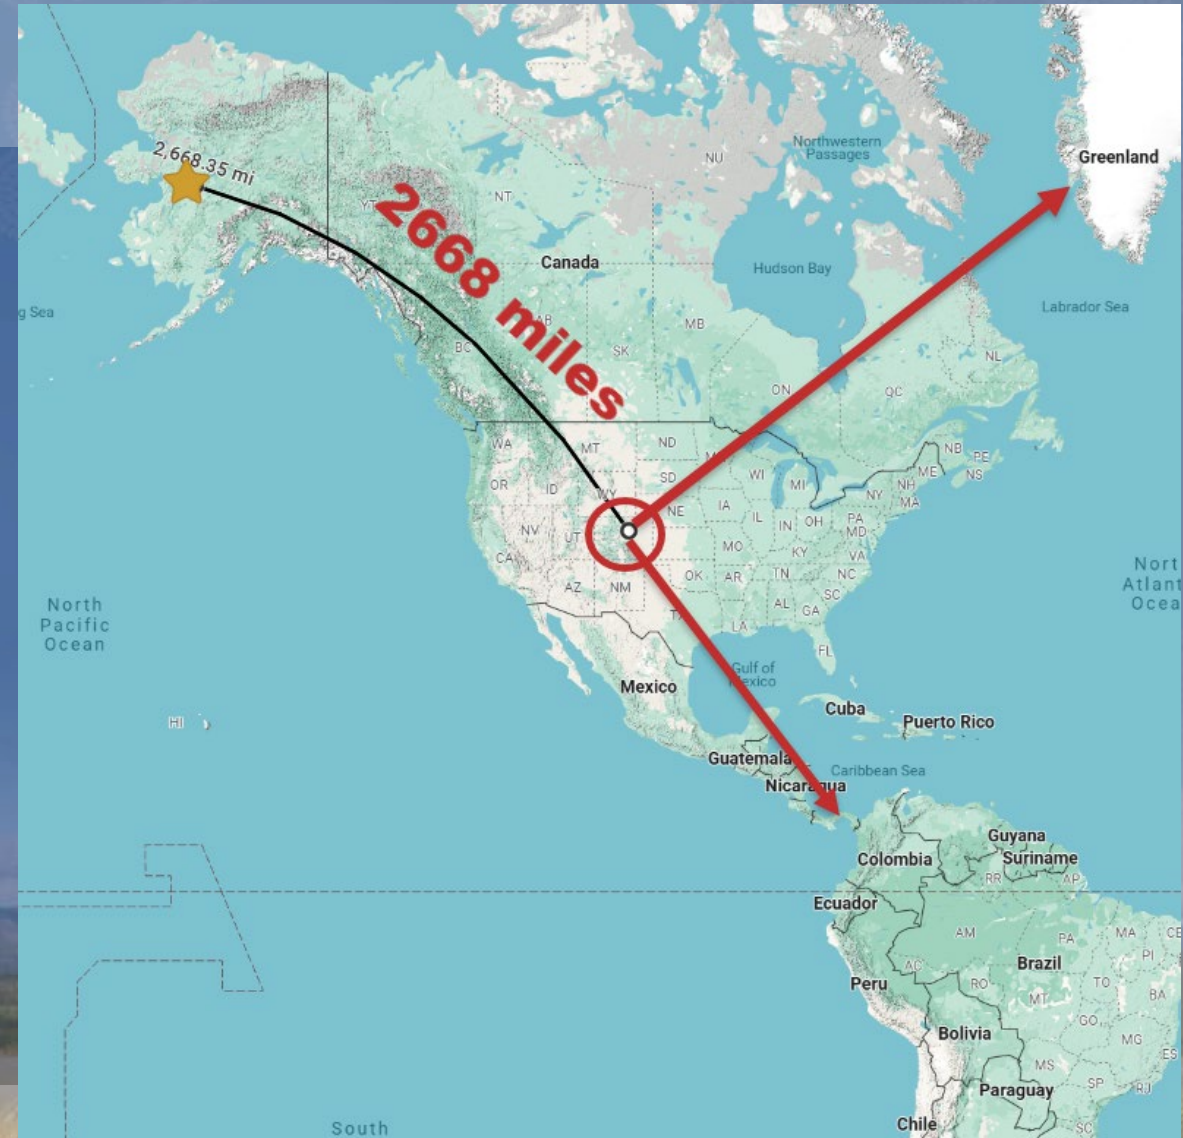 NU
Northwestern
Passages
Greenland
2,668.35 mi
YT
NT
2668 miles
Canada
Hudson Bay
g Sea
Labrador Sea
AB
MB
BC
SK
NL
ON
QC
WA
MT
ND
NB
PE
ME
NS
OR
ID
WY
SD
WI
MI
NH
NY
MA
NE
IA
IL
IN
OH
PA
MD
NV
UT
MO
KY
VA
CA
AZ
NM
OK
AR
TN
NC
SC
AL
GA
TX
LA
FL
North
Pacific
Ocean
Nort
Atlant
Ocea
Gulf of
Mexico
Mexico
HI
Cuba
Puerto Rico
Guatemala
Caribbean Sea
Nicaragua
Guyana
Colombia
Suriname
RR
AP
Ecuador
AM
PA
MA
CE
PI
AC
Brazil
Peru
RO
TO
MT
BA
GO
Bolivia
MG
ES
MS
SP
RJ
Paraguay
Chile
SC
South